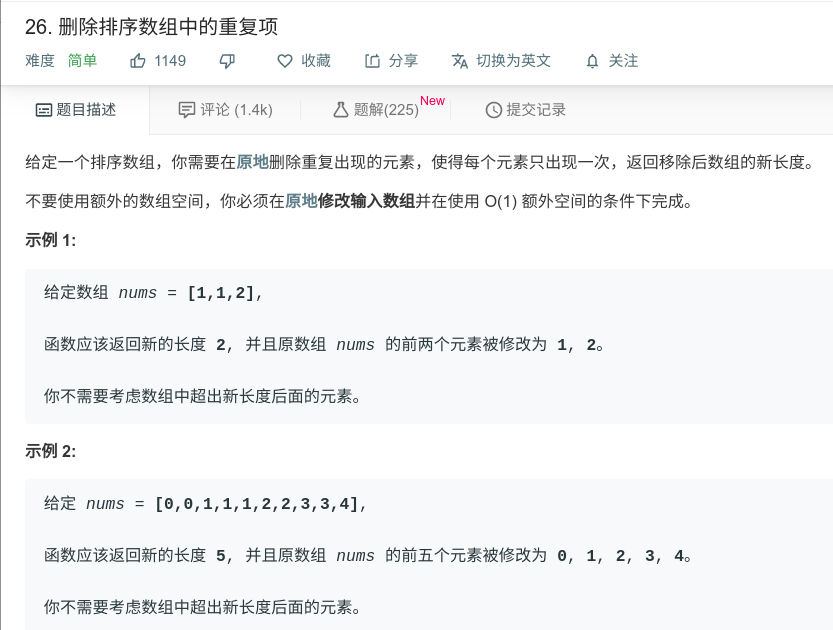 26. 删除排序数组中的重复项
难度 简单 1149 收藏 分享 切换为英文 关注
题目描述 评论 (1.4k) 题解(225) New 提交记录
给定一个排序数组，你需要在原地删除重复出现的元素，使得每个元素只出现一次，返回移除后数组的新长度。
不要使用额外的数组空间，你必须在原地修改输入数组并在使用 O(1) 额外空间的条件下完成。
示例 1:
给定数组 nums = [1,1,2],
函数应该返回新的长度 2, 并且原数组 nums 的前两个元素被修改为 1, 2。
你不需要考虑数组中超出新长度后面的元素。
示例 2:
给定 nums = [0,0,1,1,1,2,2,3,3,4],
函数应该返回新的长度 5, 并且原数组 nums 的前五个元素被修改为 0, 1, 2, 3, 4。
你不需要考虑数组中超出新长度后面的元素。